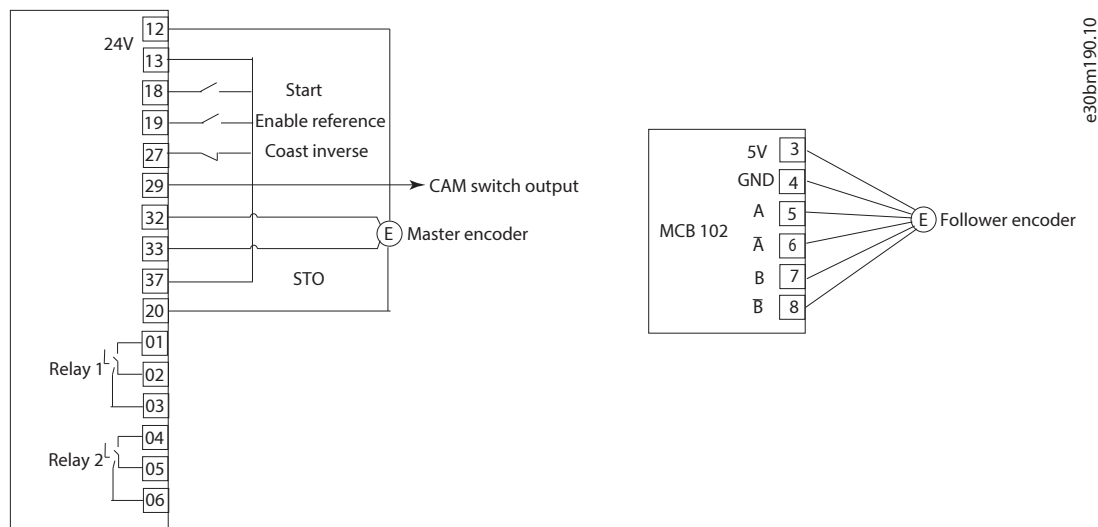 24V
12
13
18
Start
19
Enable reference
27
Coast inverse
29
CAM switch output
32
E
Master encoder
33
37
STO
20
01
Relay 1
02
03
04
Relay 2
05
06
MCB 102
5V
3
GND
4
A
5
A̅
6
B
7
B̅
8
E
Follower encoder
e30bm190.10